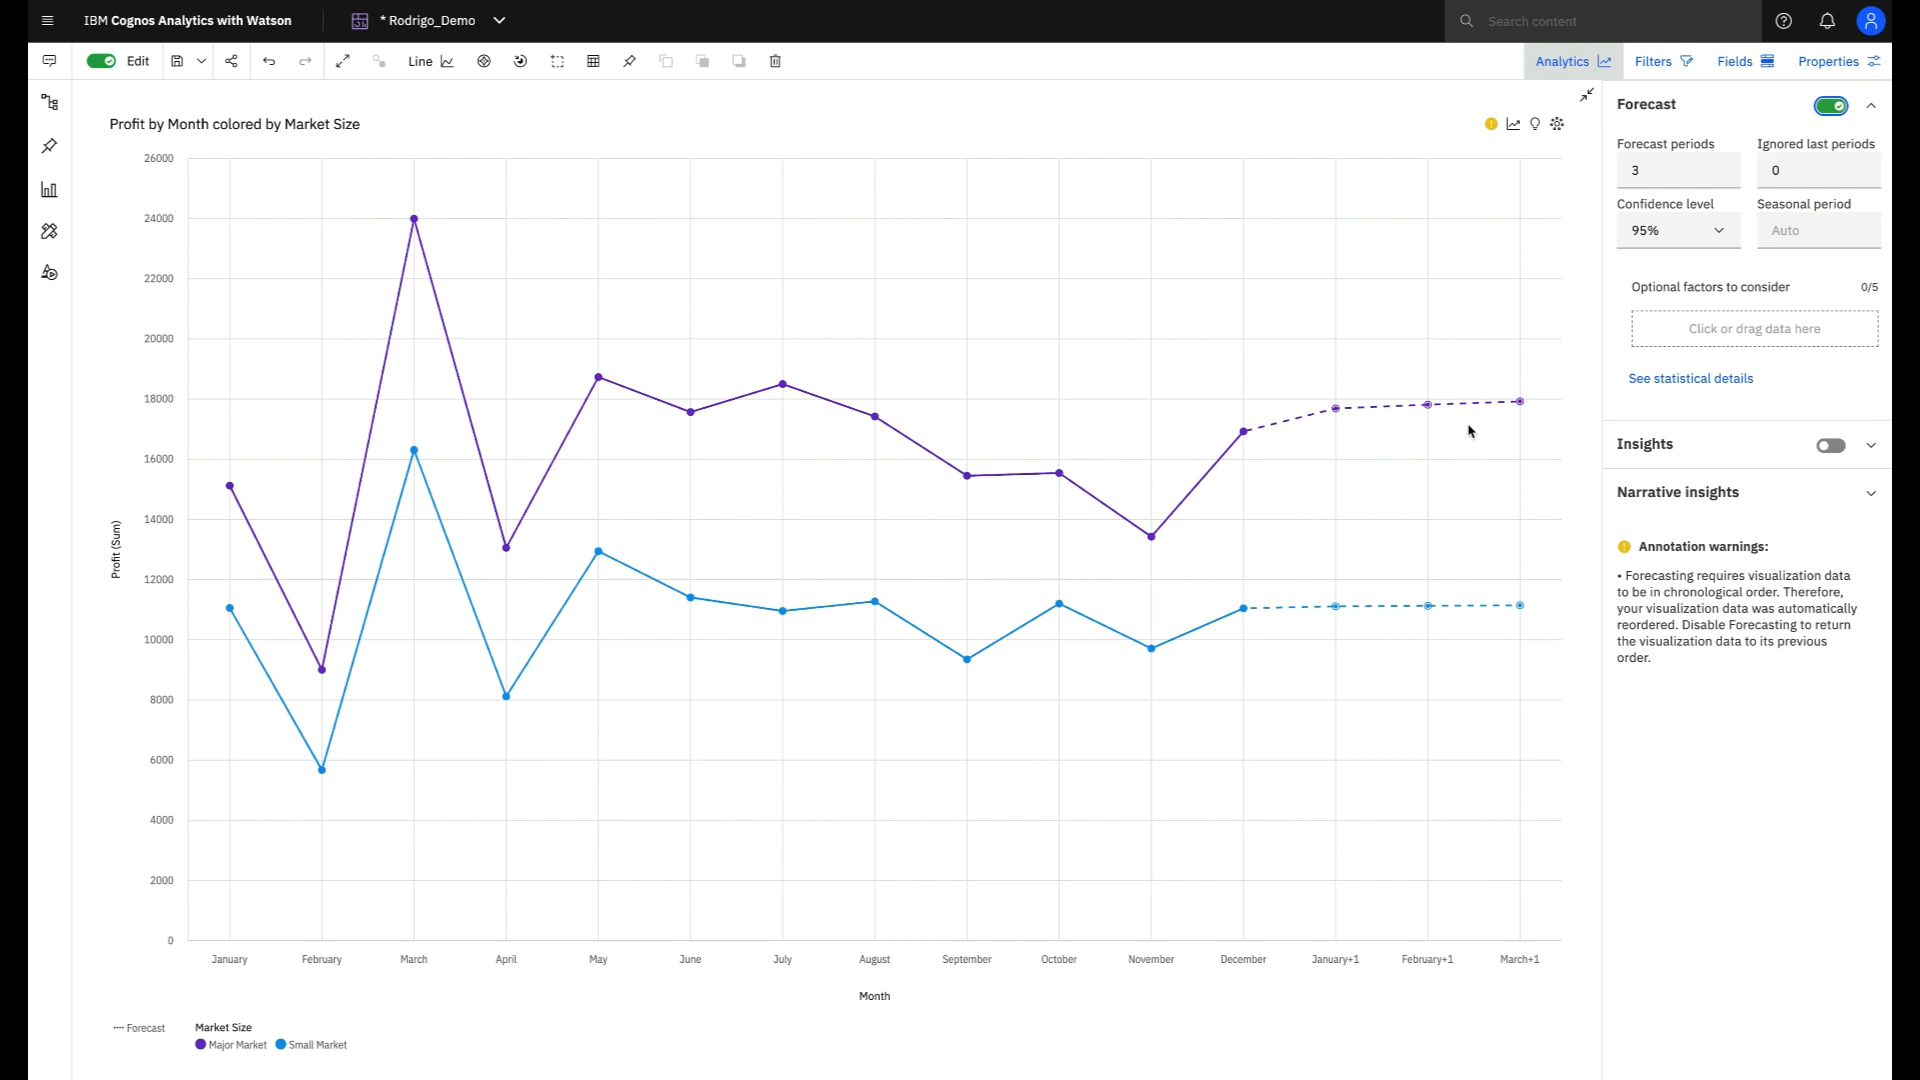 IBM Cognos Analytics with Watson
* Rodrigo_Demo
Search content
Edit
Line
Analytics
Filters
Fields
Properties
Profit by Month colored by Market Size
26000
24000
22000
20000
18000
16000
14000
12000
10000
8000
6000
4000
2000
0
Profit (Sum)
January February March April May June July August September October November December January+1 February+1 March+1
Month
Forecast
Market Size
Major Market Small Market
Forecast
Forecast periods Ignored last periods
3 0
Confidence level Seasonal period
95% Auto
Optional factors to consider 0/5
Click or drag data here
See statistical details
Insights
Narrative insights
Annotation warnings:
• Forecasting requires visualization data
to be in chronological order. Therefore,
your visualization data was automatically
reordered. Disable Forecasting to return
the visualization data to its previous
order.